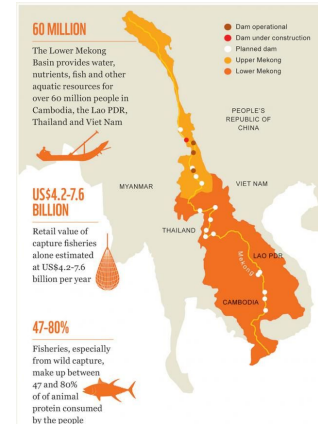 60 MILLION
The Lower Mekong
Basin provides water,
nutrients, fish and other
aquatic resources for
over 60 million people in
Cambodia, the Lao PDR,
Thailand and Viet Nam
US$4.2-7.6
BILLION
Retail value of
capture fisheries
alone estimated
at US$4.2-7.6
billion per year
47-80%
Fisheries, especially
from wild capture,
make up between
47 and 80%
of of animal
protein consumed
by the people
Dam operational
Dam under construction
Planned dam
Upper Mekong
Lower Mekong
PEOPLE'S
REPUBLIC OF
CHINA
MYANMAR
VIET NAM
THAILAND
LAO PDR
Mekong
CAMBODIA